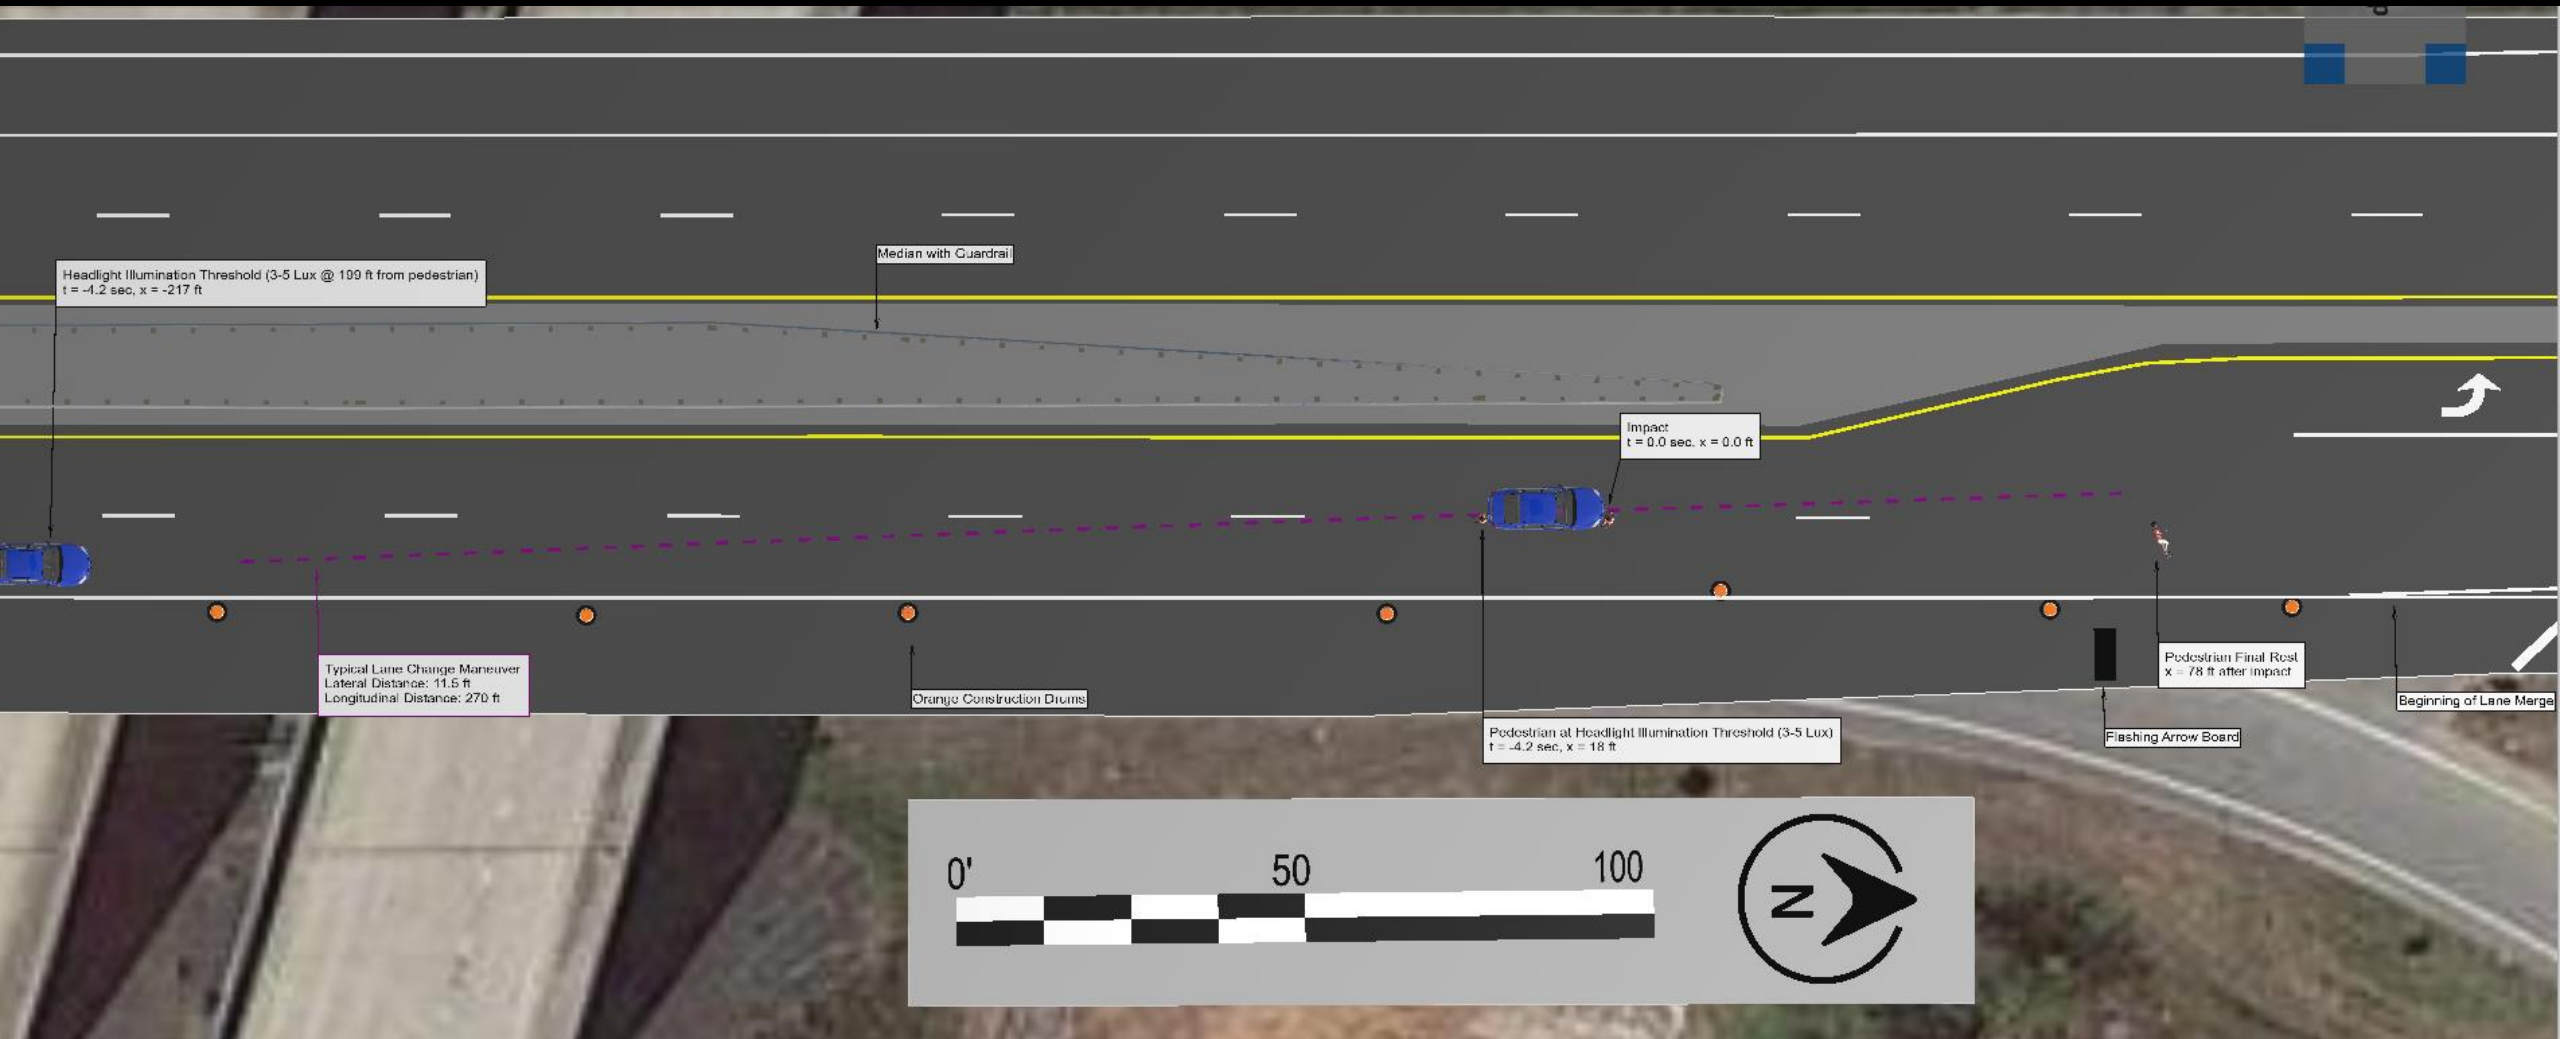 Median with Guardrail
Headlight Illumination Threshold (3-5 Lux @ 199 ft from pedestrian)
t = -4.2 sec, x = -217 ft
Impact
t = 0.0 sec, x = 0.0 ft
Typical Lane Change Maneuver
Lateral Distance: 11.5 ft
Longitudinal Distance: 270 ft
Orange Construction Drums
Pedestrian Final Rest
x = 78 ft after impact
Beginning of Lane Merge
Pedestrian at Headlight Illumination Threshold (3-5 Lux)
t = -4.2 sec, x = 18 ft
Flashing Arrow Board
0' 50 100
N